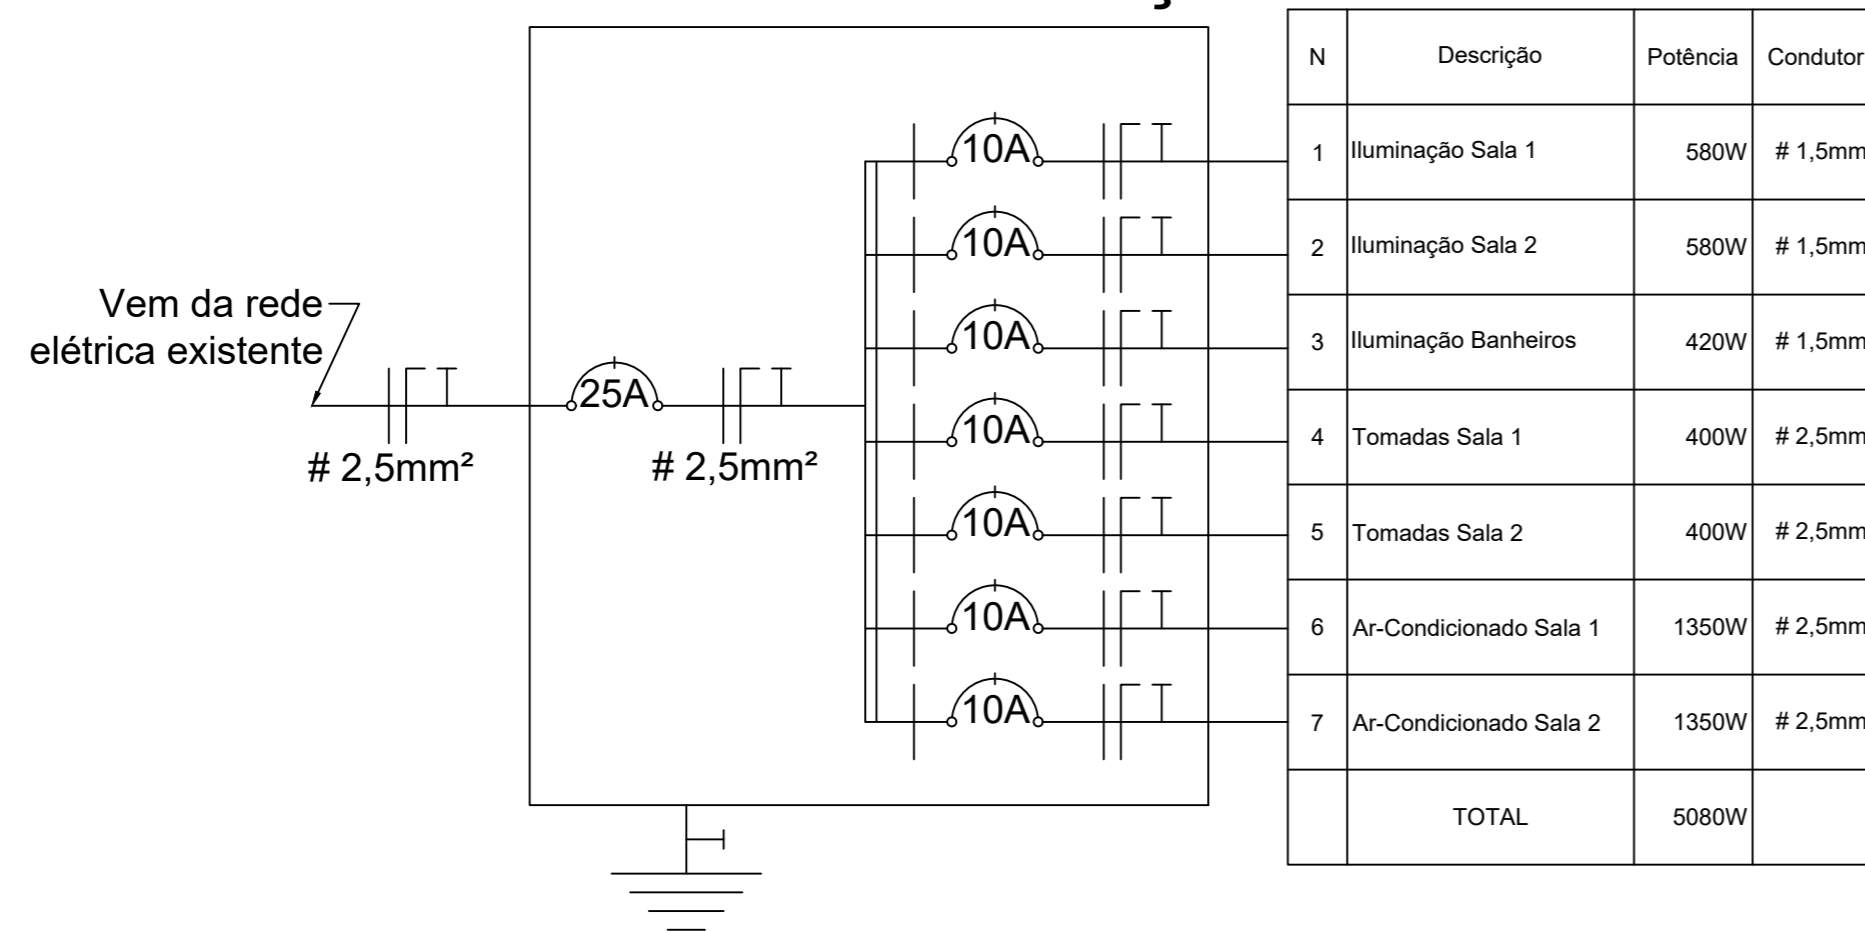 Vem da rede
elétrica existente
# 2,5mm²
25A
# 2,5mm²
10A
10A
10A
10A
10A
10A
10A
N Descrição Potência Condutor
1 Iluminação Sala 1 580W # 1,5mm
2 Iluminação Sala 2 580W # 1,5mm
3 Iluminação Banheiros 420W # 1,5mm
4 Tomadas Sala 1 400W # 2,5mm
5 Tomadas Sala 2 400W # 2,5mm
6 Ar-Condicionado Sala 1 1350W # 2,5mm
7 Ar-Condicionado Sala 2 1350W # 2,5mm
TOTAL 5080W